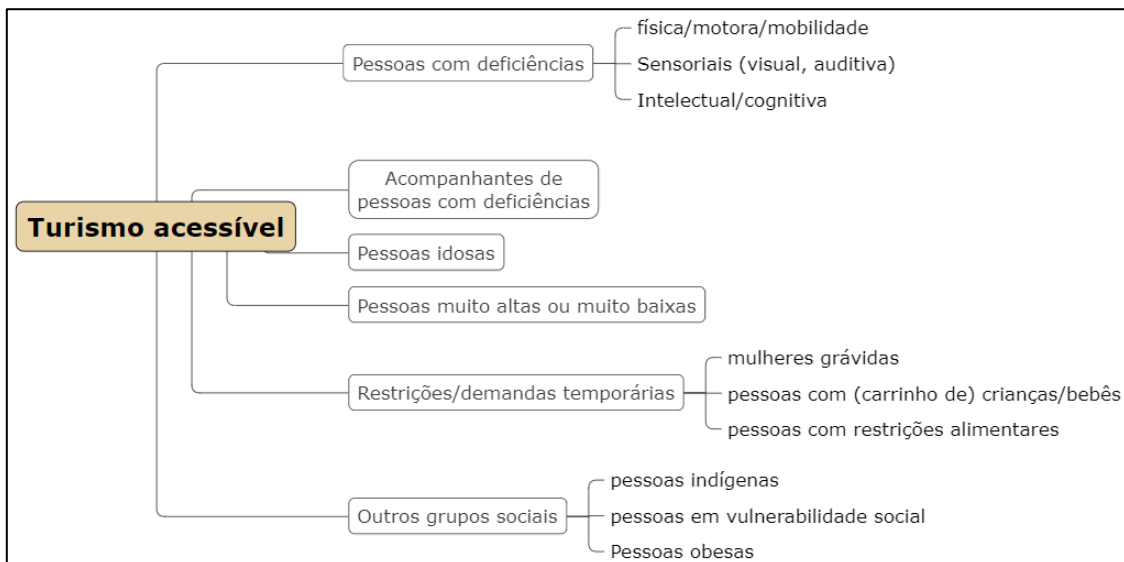 Turismo acessível
Pessoas com deficiências
física/motora/mobilidade
Sensoriais (visual, auditiva)
Intelectual/cognitiva
Acompanhantes de
pessoas com deficiências
Pessoas idosas
Pessoas muito altas ou muito baixas
Restrições/demandas temporárias
mulheres grávidas
pessoas com (carrinho de) crianças/bebês
pessoas com restrições alimentares
Outros grupos sociais
pessoas indígenas
pessoas em vulnerabilidade social
Pessoas obesas